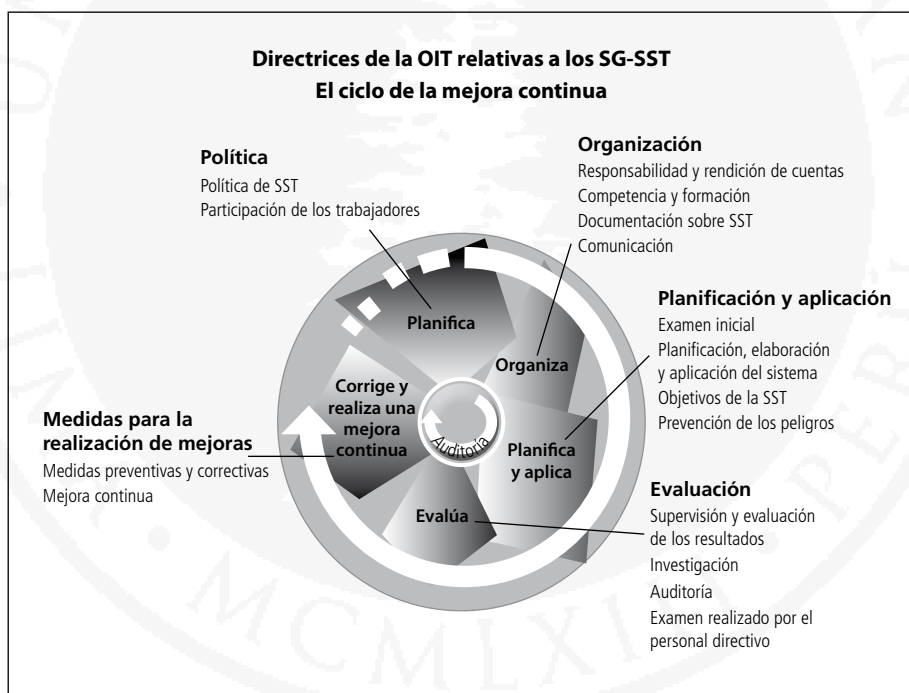 Directrices de la OIT relativas a los SG-SST
El ciclo de la mejora continua
Política
Política de SST
Participación de los trabajadores
Organización
Responsabilidad y rendición de cuentas
Competencia y formación
Documentación sobre SST
Comunicación
Planificación y aplicación
Examen inicial
Planificación, elaboración
y aplicación del sistema
Objetivos de la SST
Prevención de los peligros
Evaluación
Supervisión y evaluación
de los resultados
Investigación
Auditoría
Examen realizado por el
personal directivo
Medidas para la
realización de mejoras
Medidas preventivas y correctivas
Mejora continua
Planifica
Organiza
Planifica
y aplica
Evalúa
Corrige y
realiza una
mejora
continua
Auditoría
MCMLXII